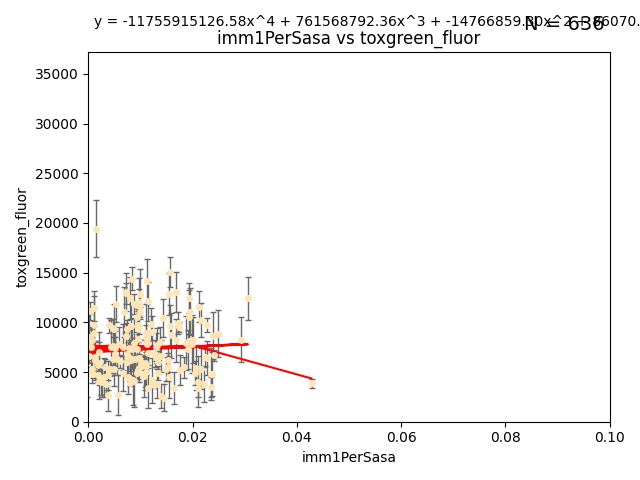 y = -11755915126.58x^4 + 761568792.36x^3 + -14766859.
N = 636
imm1PerSasa vs toxgreen_fluor
35000
30000
25000
20000
15000
10000
5000
0
toxgreen_fluor
0.00 0.02 0.04 0.06 0.08 0.10
imm1PerSasa